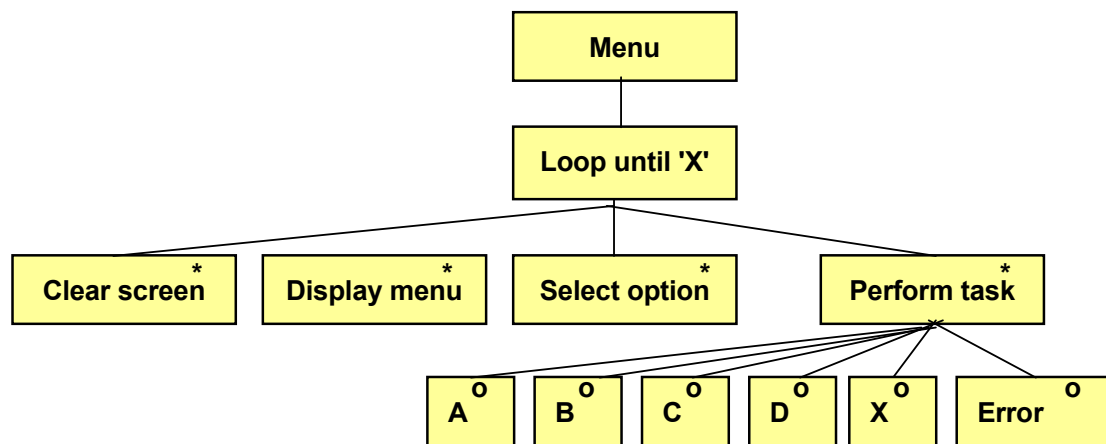 Menu
Loop until 'X'
Clear screen*
Display menu*
Select option*
Perform task*
A o
B o
C o
D o
X o
Error o